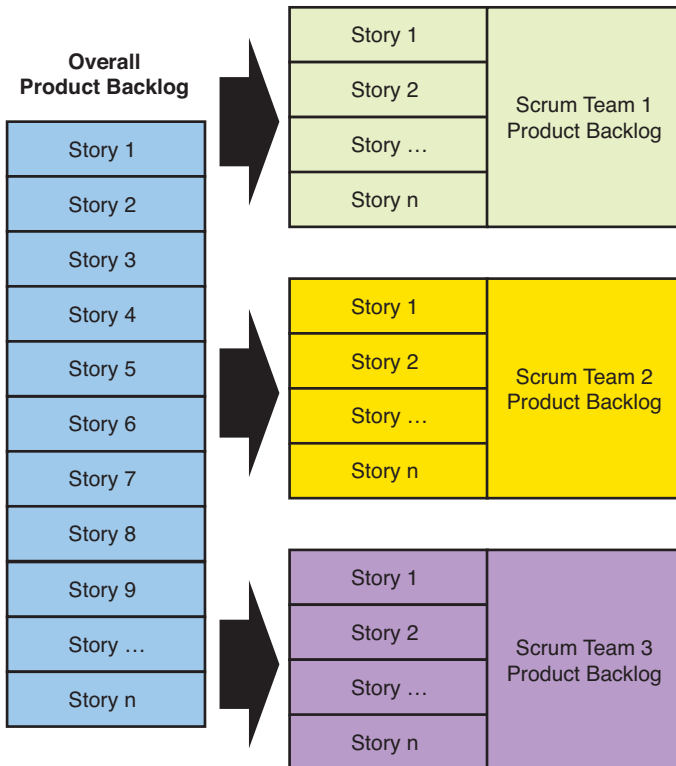 Overall
Product Backlog
Story 1
Story 2
Story 3
Story 4
Story 5
Story 6
Story 7
Story 8
Story 9
Story …
Story n
Story 1
Story 2
Story …
Story n
Scrum Team 1
Product Backlog
Story 1
Story 2
Story …
Story n
Scrum Team 2
Product Backlog
Story 1
Story 2
Story …
Story n
Scrum Team 3
Product Backlog